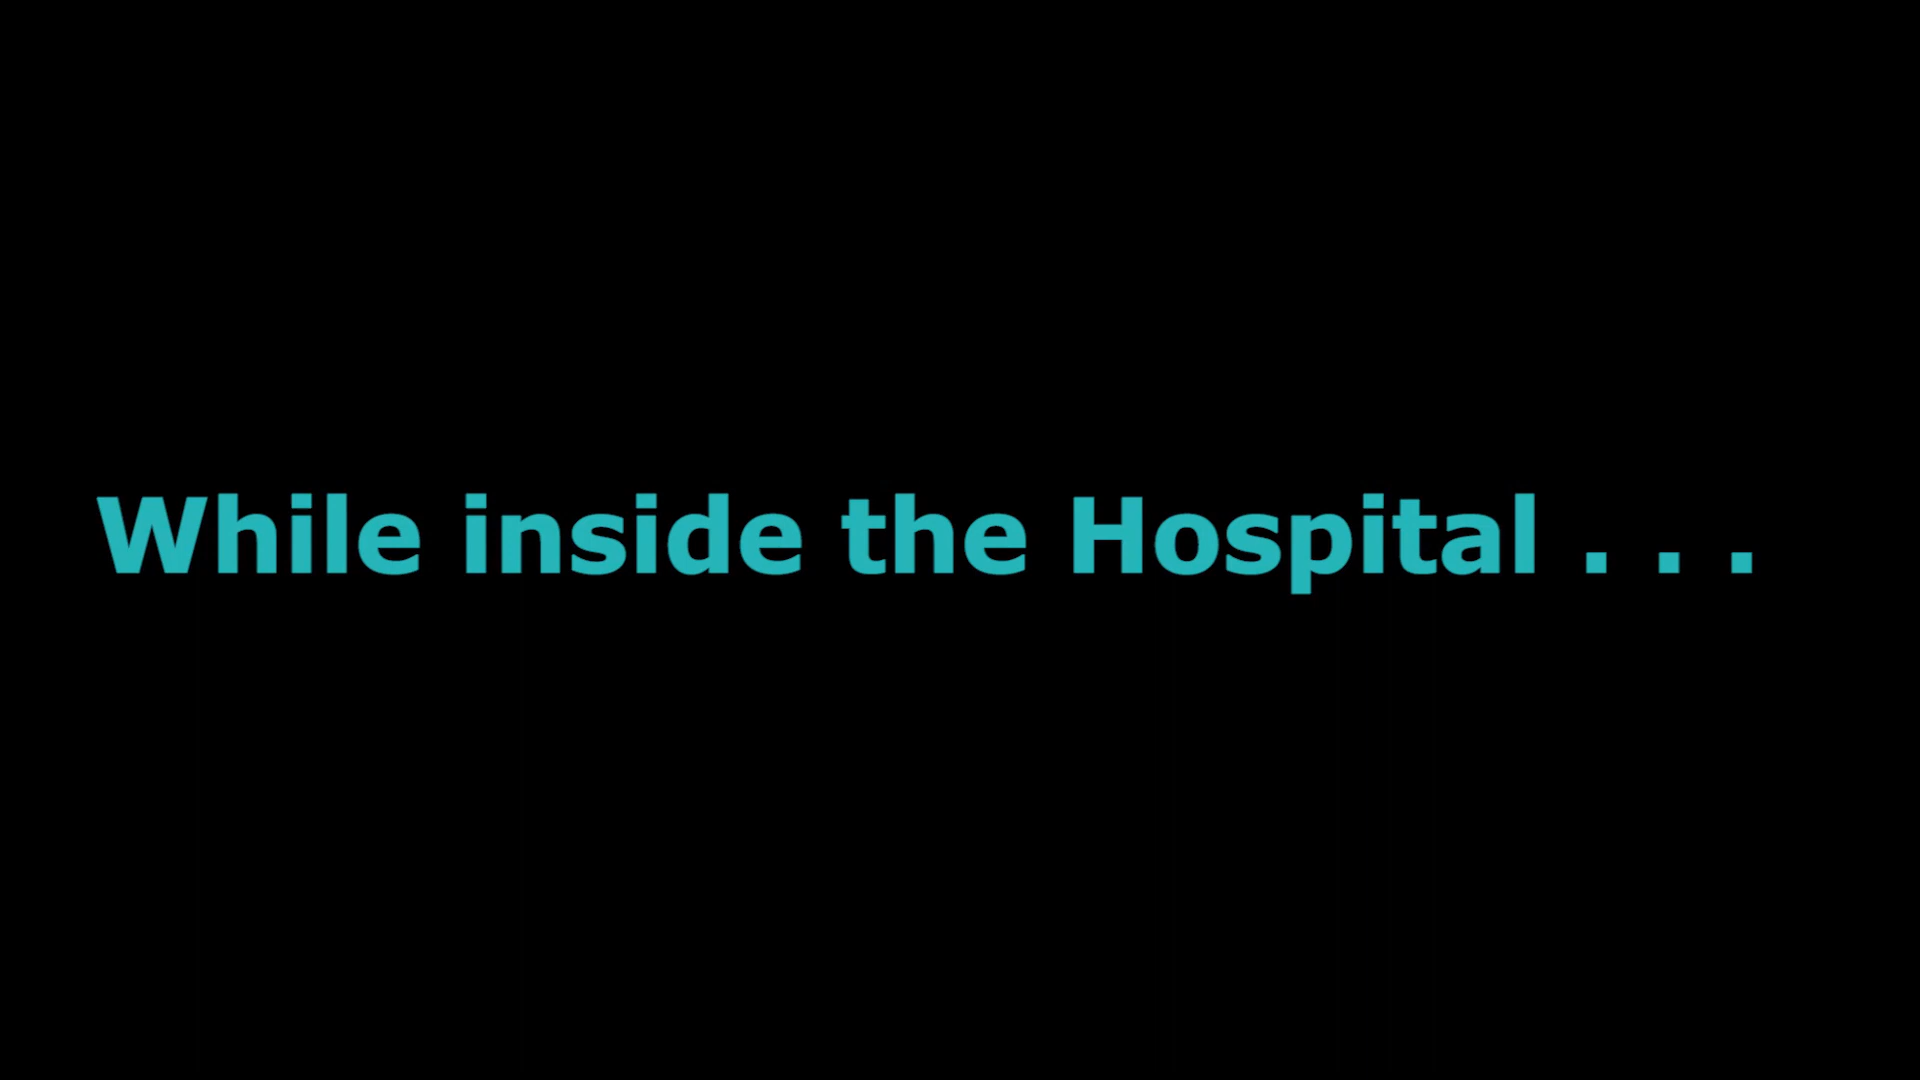 While inside the Hospital . . .